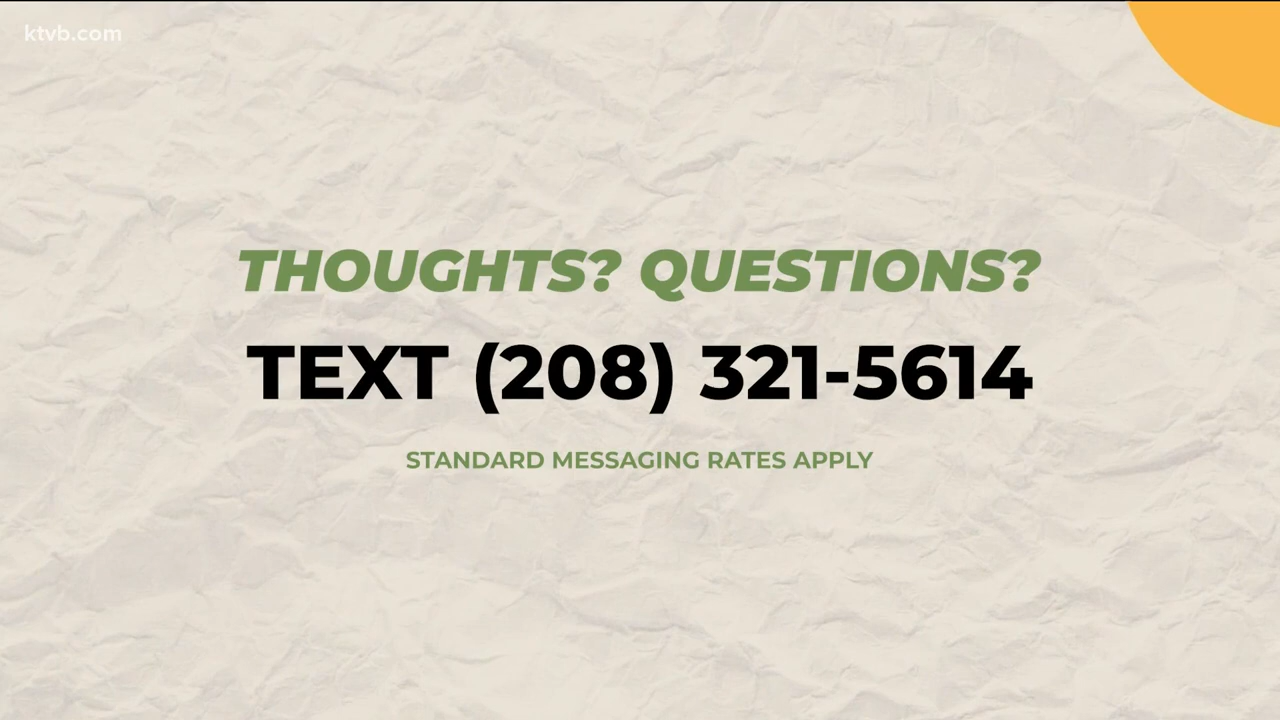 ktvb.com
THOUGHTS? QUESTIONS?
TEXT (208) 321-5614
STANDARD MESSAGING RATES APPLY